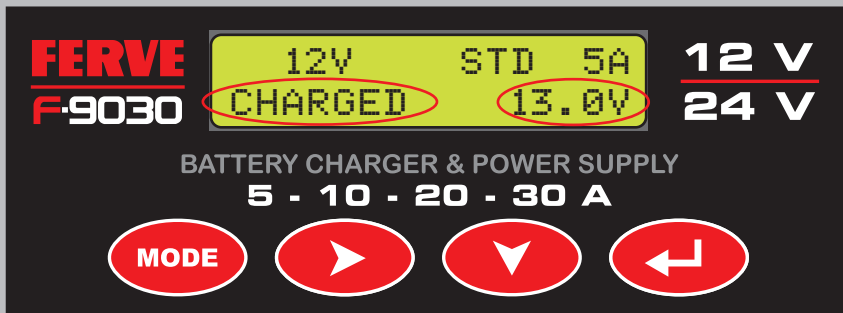 FERVE
F-9030
12V STD 5A
CHARGED 13.0V
12 V
24 V
BATTERY CHARGER & POWER SUPPLY
5 - 10 - 20 - 30 A
MODE